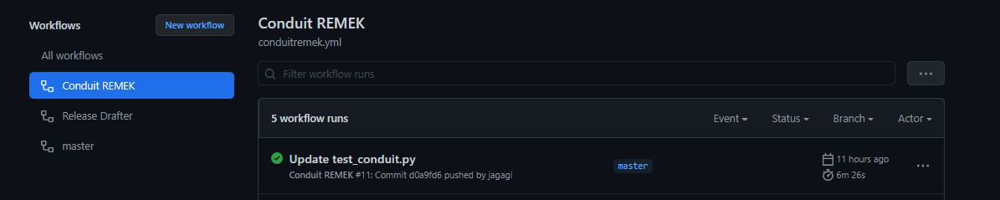 Workflows
New workflow
All workflows
Conduit REMEK
Release Drafter
master
Conduit REMEK
conduitremek.yml
Filter workflow runs
5 workflow runs
Event
Status
Branch
Actor
Update test_conduit.py
Conduit REMEK #11: Commit d0a9fd6 pushed by jagagi
master
11 hours ago
6m 26s